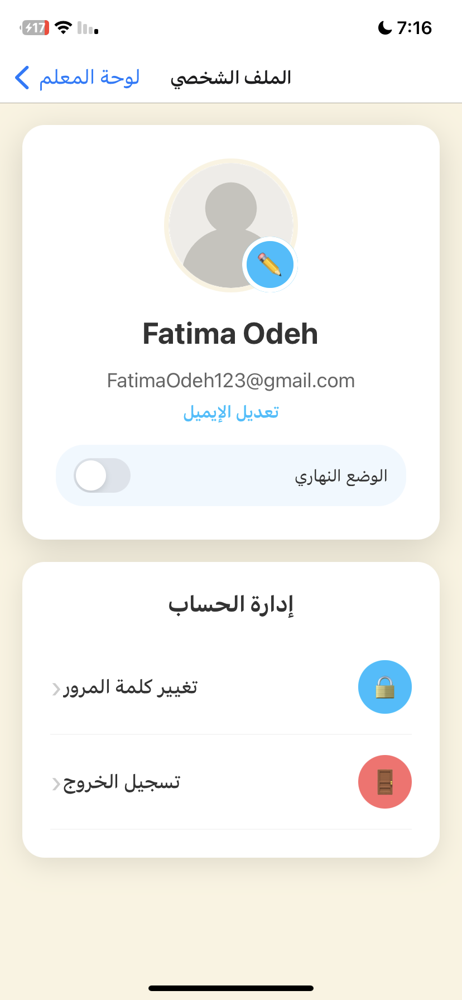 7:16
17
الملف الشخصي
لوحة المعلم
Fatima Odeh
FatimaOdeh123@gmail.com
تعديل الإيميل
الوضع النهاري
إدارة الحساب
تغيير كلمة المرور
تسجيل الخروج